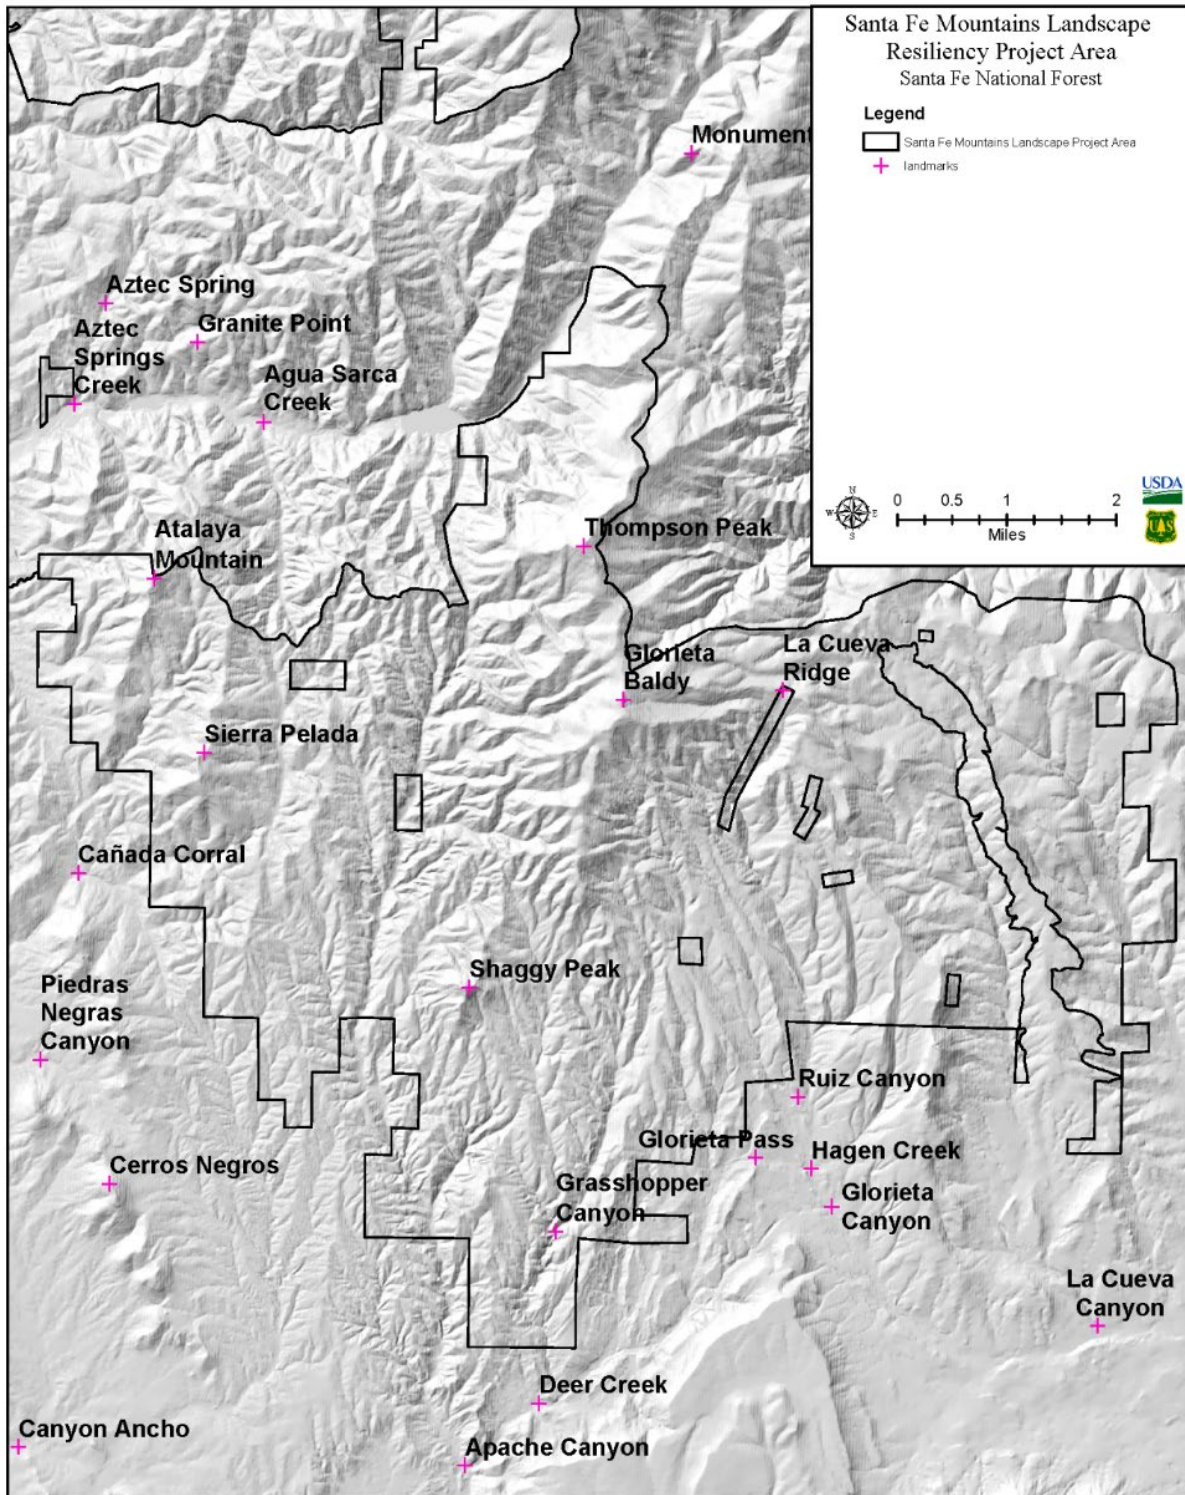 Santa Fe Mountains Landscape
Resiliency Project Area
Santa Fe National Forest
Legend
Santa Fe Mountains Landscape Project Area
landmarks
Monument
Aztec Spring
Granite Point
Aztec
Springs
Creek
Agua Sarca
Creek
N
W E
S
0 0.5 1 2
Miles
USDA
UAS
Thompson Peak
Atalaya
Mountain
Glorieta
Baldy
La Cueva
Ridge
Sierra Pelada
Cañada Corral
Shaggy Peak
Piedras
Negras
Canyon
Ruiz Canyon
Glorieta Pass
Hagen Creek
Cerros Negros
Grasshopper
Canyon
Glorieta
Canyon
La Cueva
Canyon
Deer Creek
Canyon Ancho
Apache Canyon